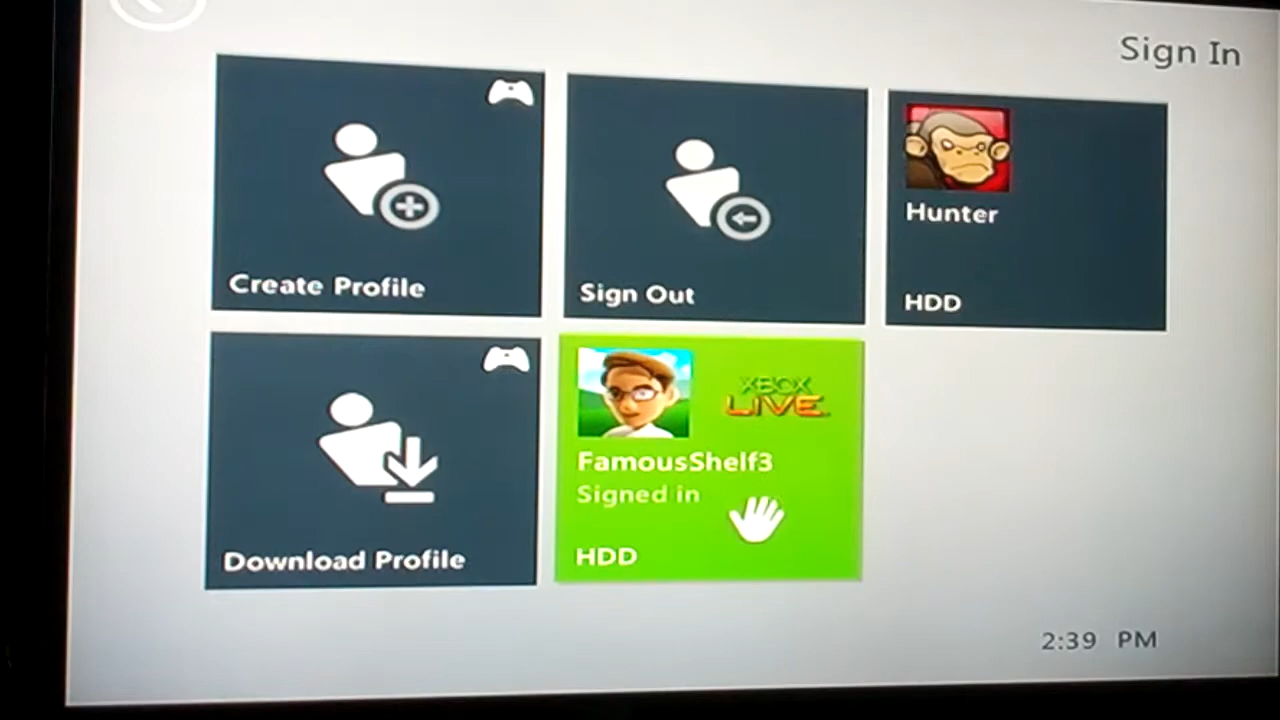 Sign In
Create Profile
Sign Out
Hunter
HDD
Download Profile
XBOX
LIVE
FamousShelf3
Signed in
HDD
2:39 PM